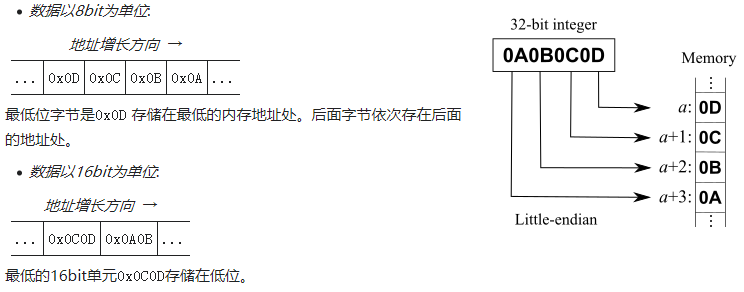 • 数据以8bit为单位:
地址增长方向 →
... 0x0D 0x0C 0x0B 0x0A ...
最低位字节是0x0D 存储在最低的内存地址处。后面字节依次存在后面
的地址处。
• 数据以16bit为单位:
地址增长方向 →
... 0x0C0D 0x0A0B ...
最低的16bit单元0x0C0D存储在低位。
32-bit integer
0A0B0C0D
Memory
⋮
a: 0D
a+1: 0C
a+2: 0B
a+3: 0A
⋮
Little-endian